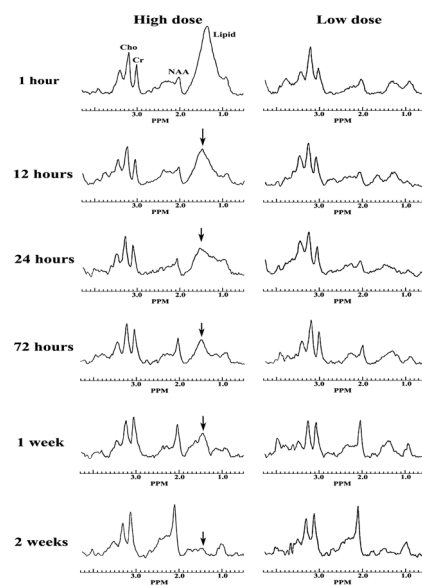 High dose Low dose
Lipid
Cho
Cr
NAA
1 hour
3.0 2.0 1.0 3.0 2.0 1.0
PPM PPM
12 hours
3.0 2.0 1.0 3.0 2.0 1.0
PPM PPM
24 hours
3.0 2.0 1.0 3.0 2.0 1.0
PPM PPM
72 hours
3.0 2.0 1.0 3.0 2.0 1.0
PPM PPM
1 week
3.0 2.0 1.0 3.0 2.0 1.0
PPM PPM
2 weeks
3.0 2.0 1.0 3.0 2.0 1.0
PPM PPM